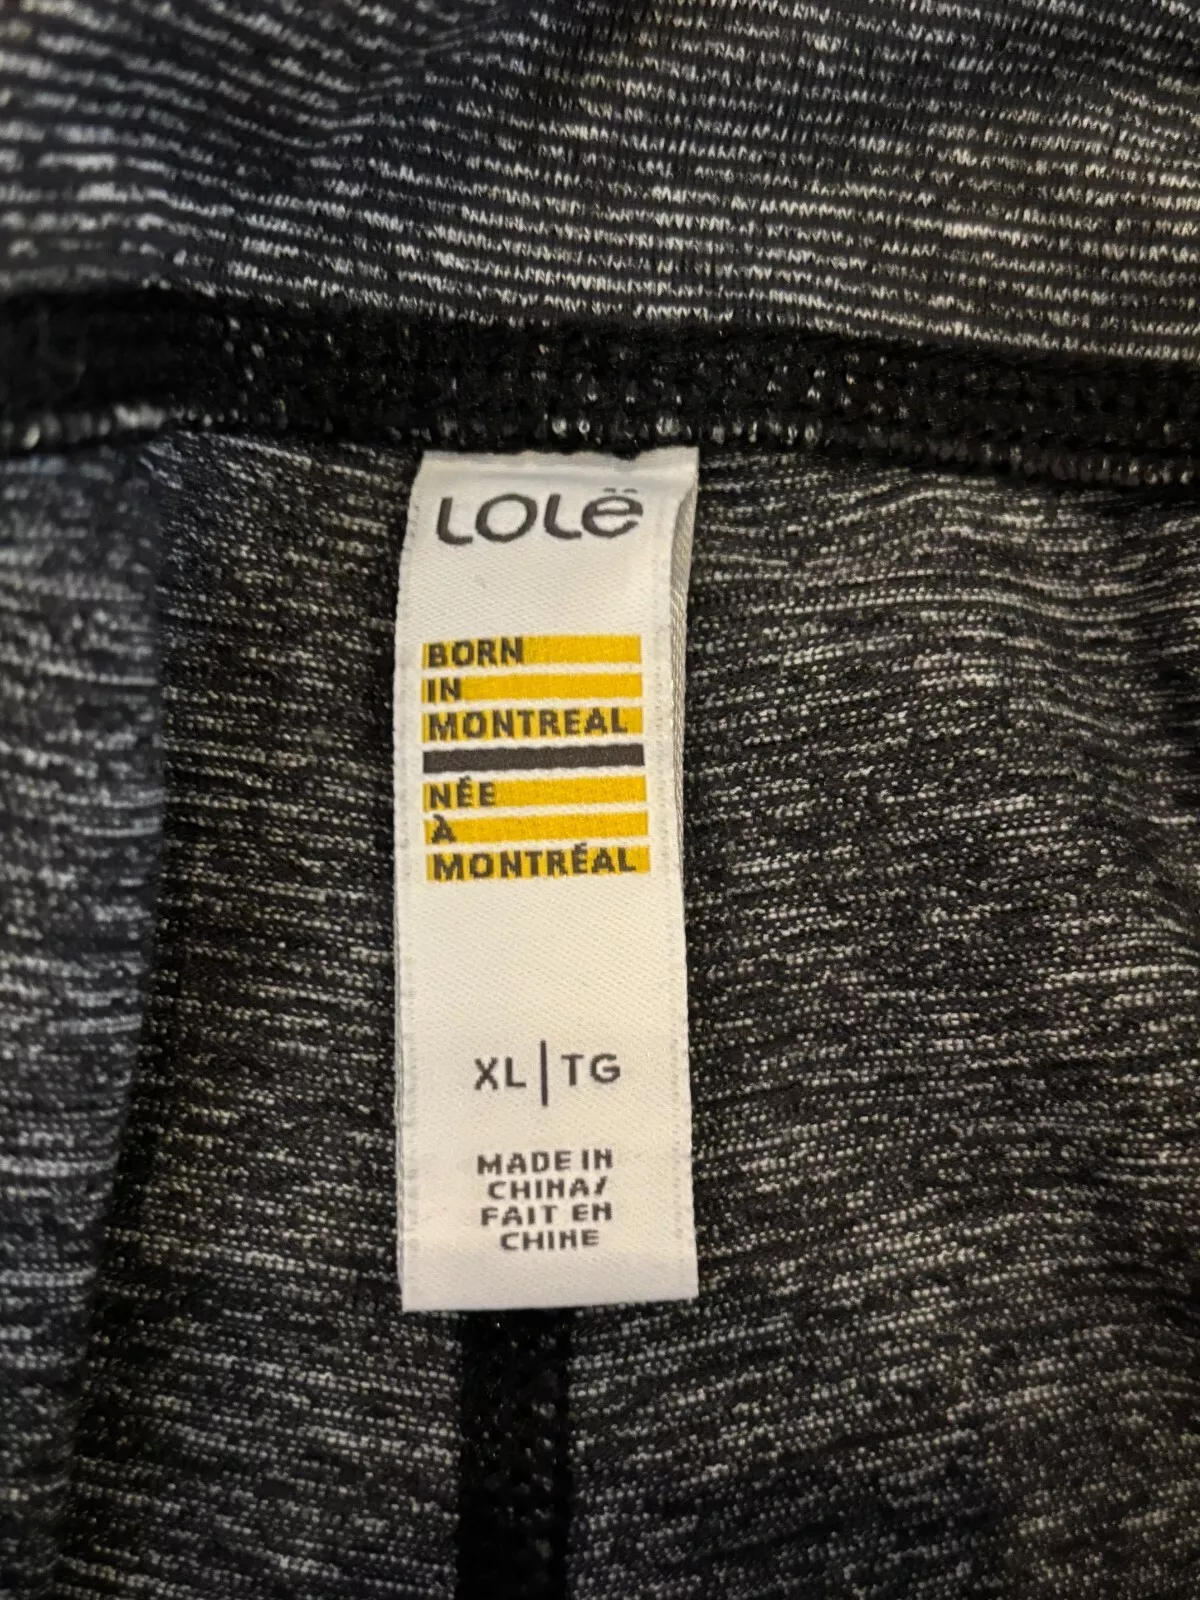 LOLË
BORN
IN
MONTREAL
NÉE
À
MONTRÉAL
XL | TG
MADE IN
CHINA/
FAIT EN
CHINE